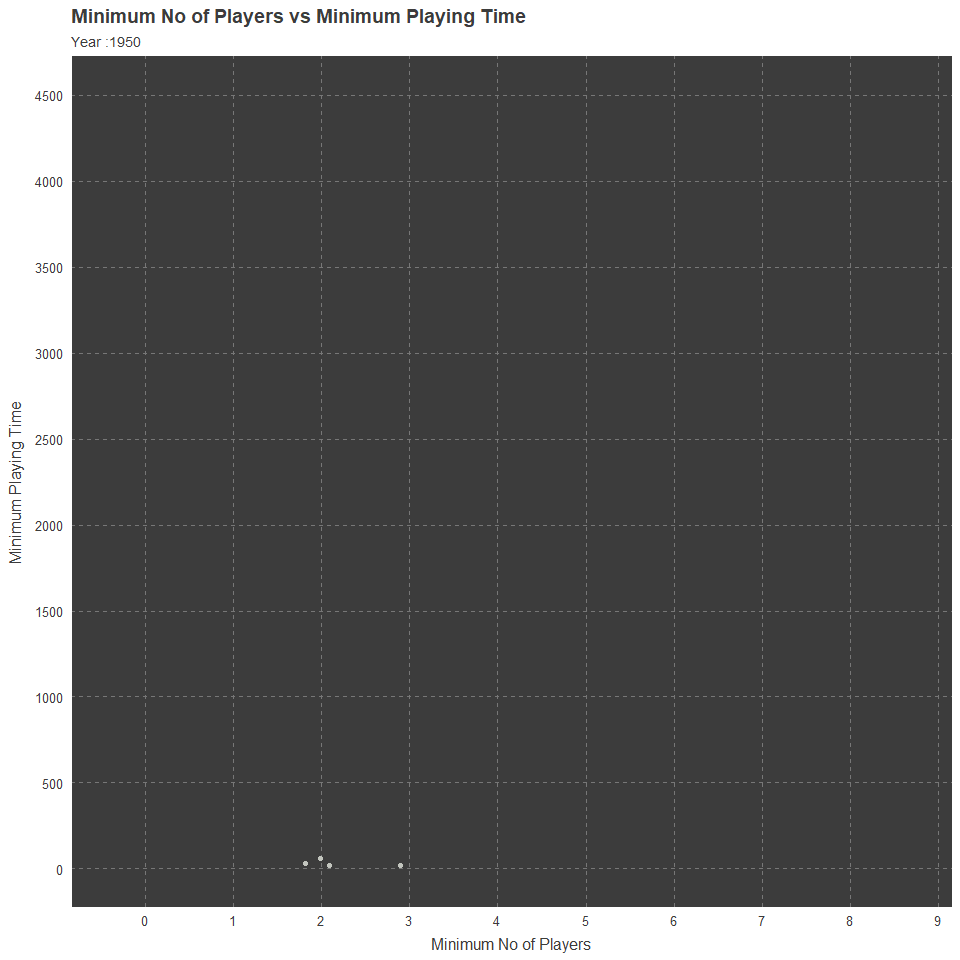 Minimum No of Players vs Minimum Playing Time
Year :1950
4500
4000
3500
3000
2500
2000
1500
1000
500
0
Minimum Playing Time
0 1 2 3 4 5 6 7 8 9
Minimum No of Players